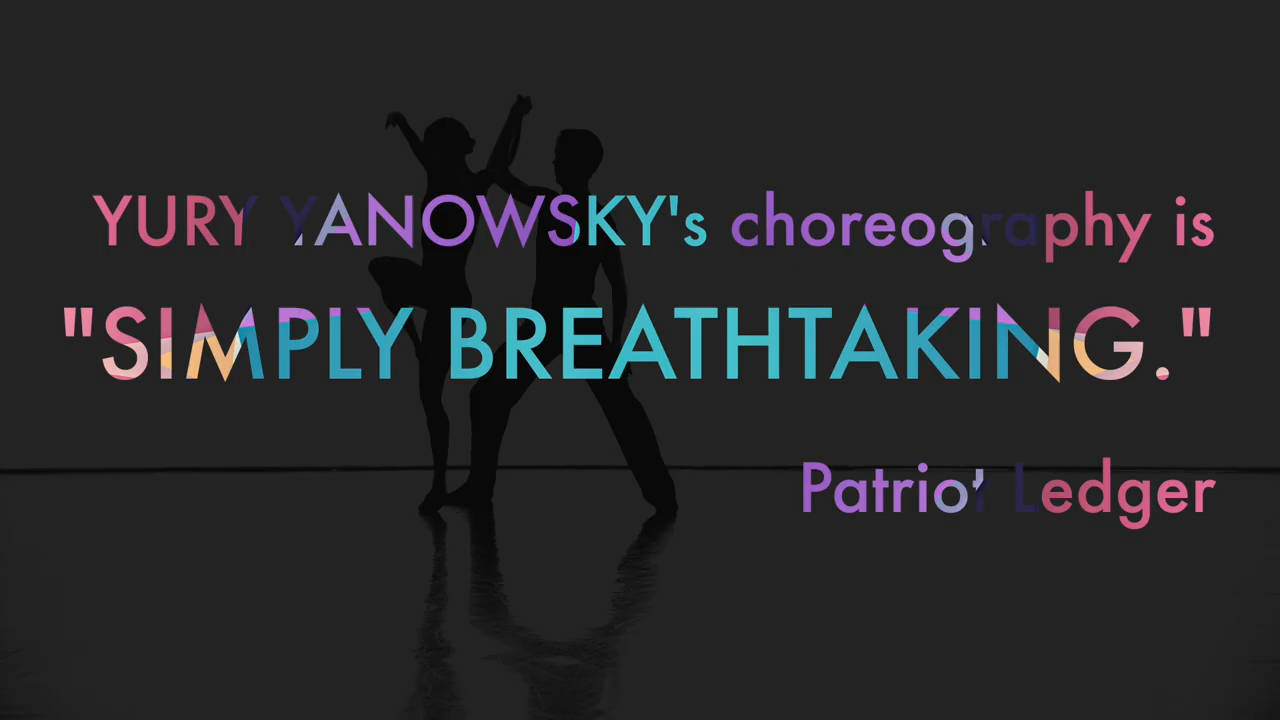 YURY YANOWSKY's choreography is
"SIMPLY BREATHTAKING."
Patriot Ledger